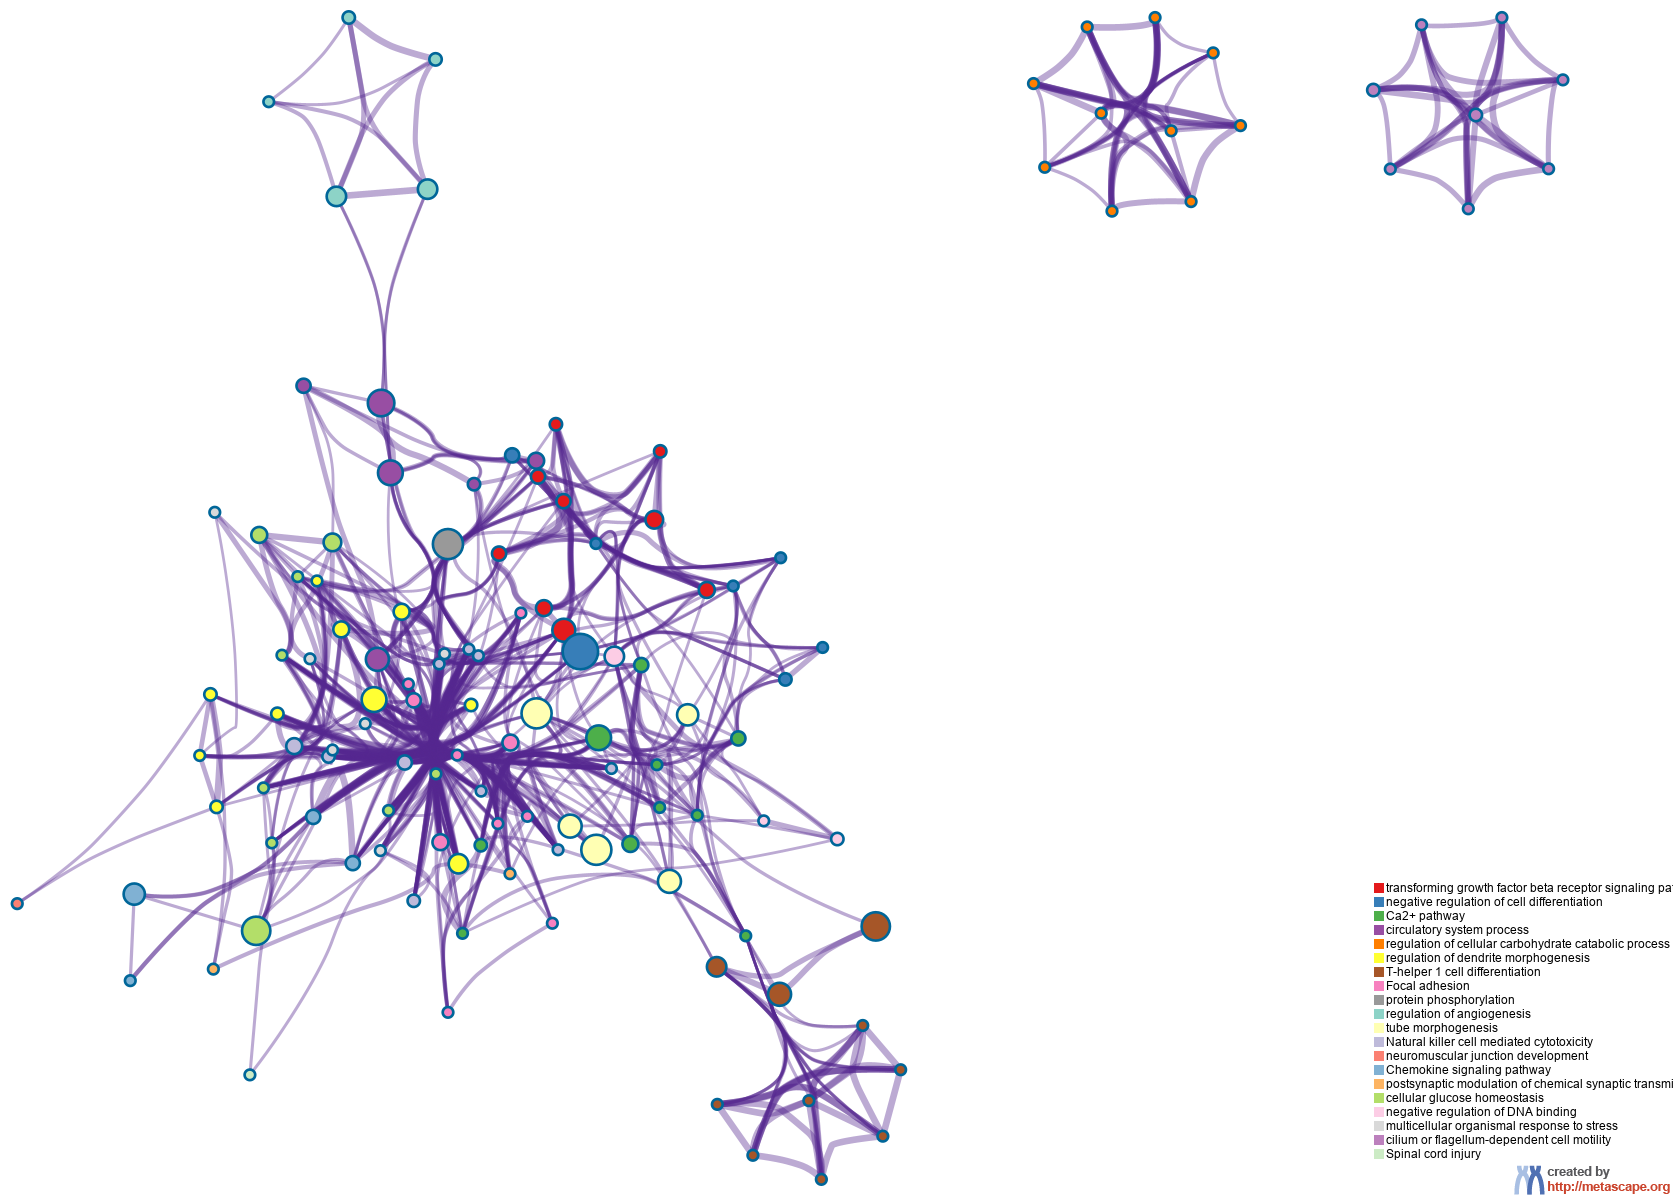 transforming growth factor beta receptor signaling pat
negative regulation of cell differentiation
Ca2+ pathway
circulatory system process
regulation of cellular carbohydrate catabolic process
regulation of dendrite morphogenesis
T-helper 1 cell differentiation
Focal adhesion
protein phosphorylation
regulation of angiogenesis
tube morphogenesis
Natural killer cell mediated cytotoxicity
neuromuscular junction development
Chemokine signaling pathway
postsynaptic modulation of chemical synaptic transmi
cellular glucose homeostasis
negative regulation of DNA binding
multicellular organismal response to stress
cilium or flagellum-dependent cell motility
Spinal cord injury
created by
http://metascape.org